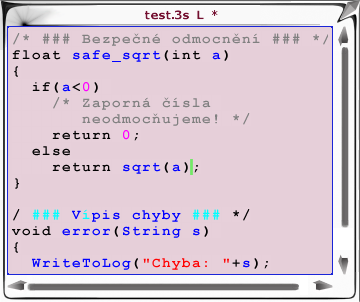 test.3s L *
/* ### Bezpečné odmocnění ### */
float safe_sqrt(int a)
{
if(a<0)
/* Zaporná čísla
neodmocňujeme! */
return 0;
else
return sqrt(a);
}
/ ### Vípis chyby ### */
void error(String s)
{
WriteToLog("Chyba: "+s);